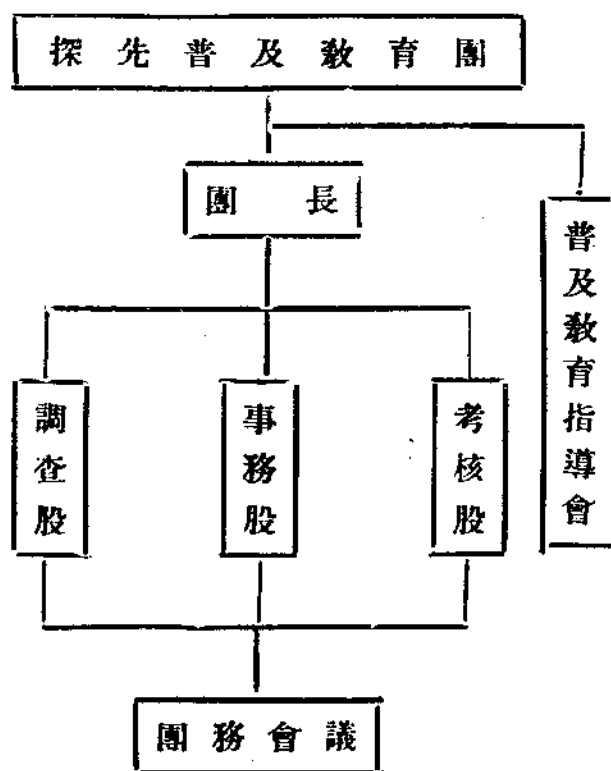 探先普及教育團
團長
普及教育指導會
調查股
事務股
考核股
團務會議